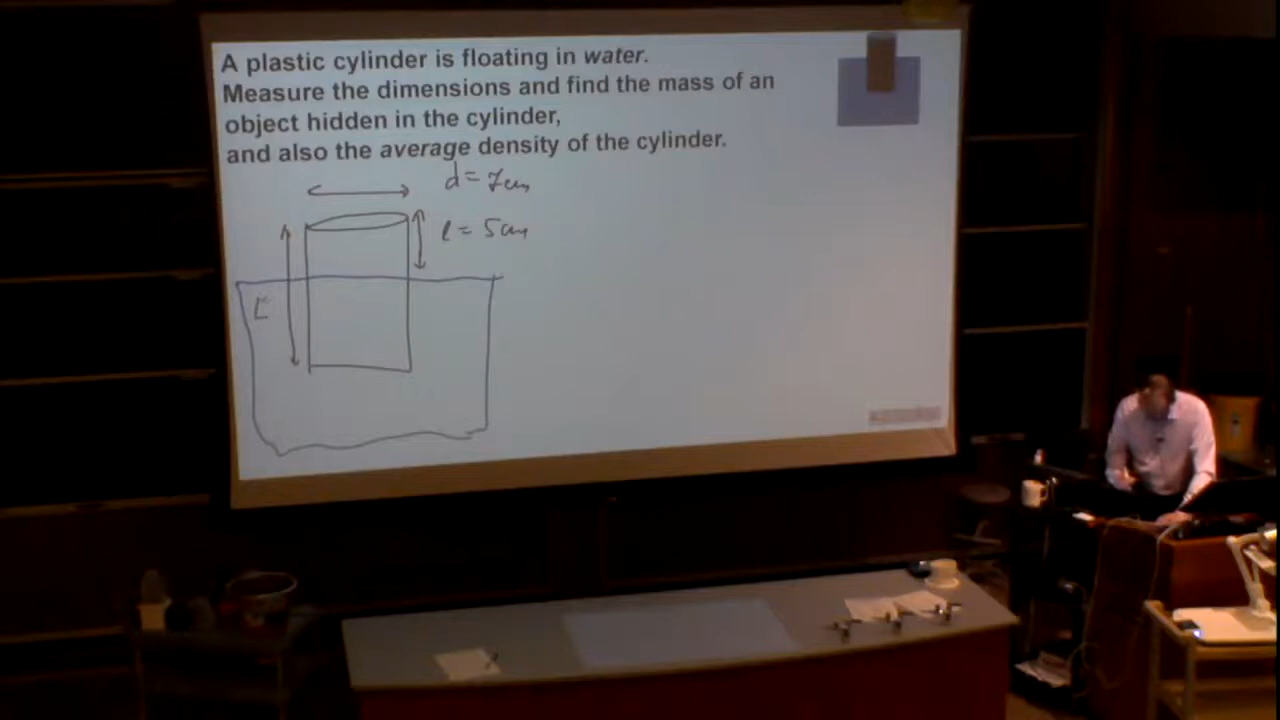 A plastic cylinder is floating in water.
Measure the dimensions and find the mass of an
object hidden in the cylinder,
and also the average density of the cylinder.
d = 7cm
l = 5cm
L